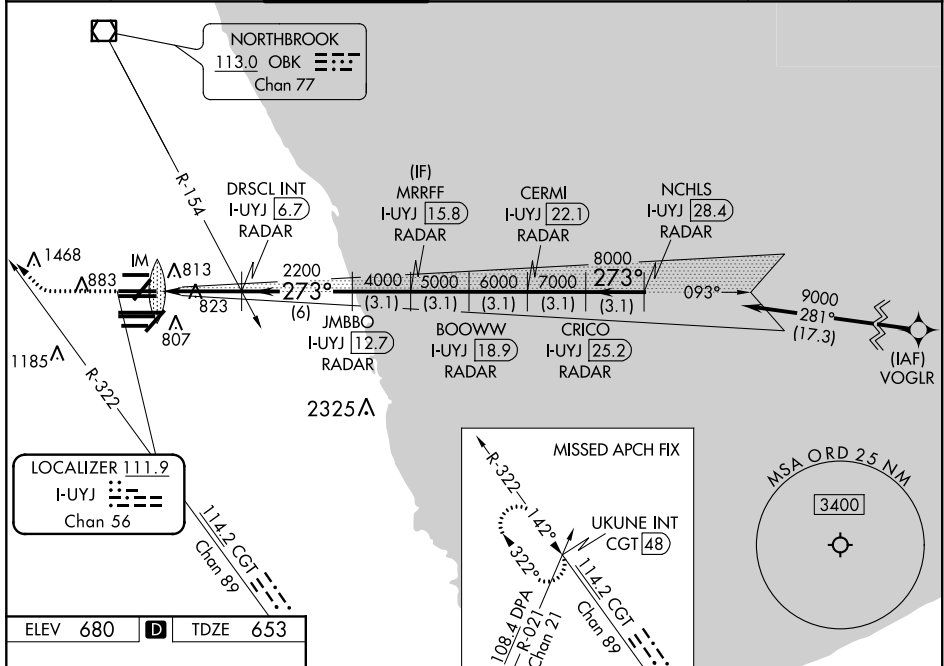 NORTHBROOK
113.0 OBK
Chan 77
R-154
DRSCL INT
I-UYJ 6.7
RADAR
(IF)
MRRFF
I-UYJ 15.8
RADAR
CERMI
I-UYJ 22.1
RADAR
NCHLS
I-UYJ 28.4
RADAR
1468
883
IM
813
823
807
1185
2200
273°
(6)
4000
(3.1)
5000
(3.1)
6000
(3.1)
7000
(3.1)
8000
273°
(3.1)
093°
9000
281°
(17.3)
(IAF)
VOGLR
JMBBO
I-UYJ 12.7
RADAR
BOOWW
I-UYJ 18.9
RADAR
CRICO
I-UYJ 25.2
RADAR
2325
R-322
LOCALIZER 111.9
I-UYJ
Chan 56
114.2 CGT
Chan 89
MISSED APCH FIX
R-322
142°
322°
UKUNE INT
CGT 48
114.2 CGT
Chan 89
108.4 DPA
R-021
Chan 21
MSA ORD 25 NM
3400
ELEV 680 D TDZE 653